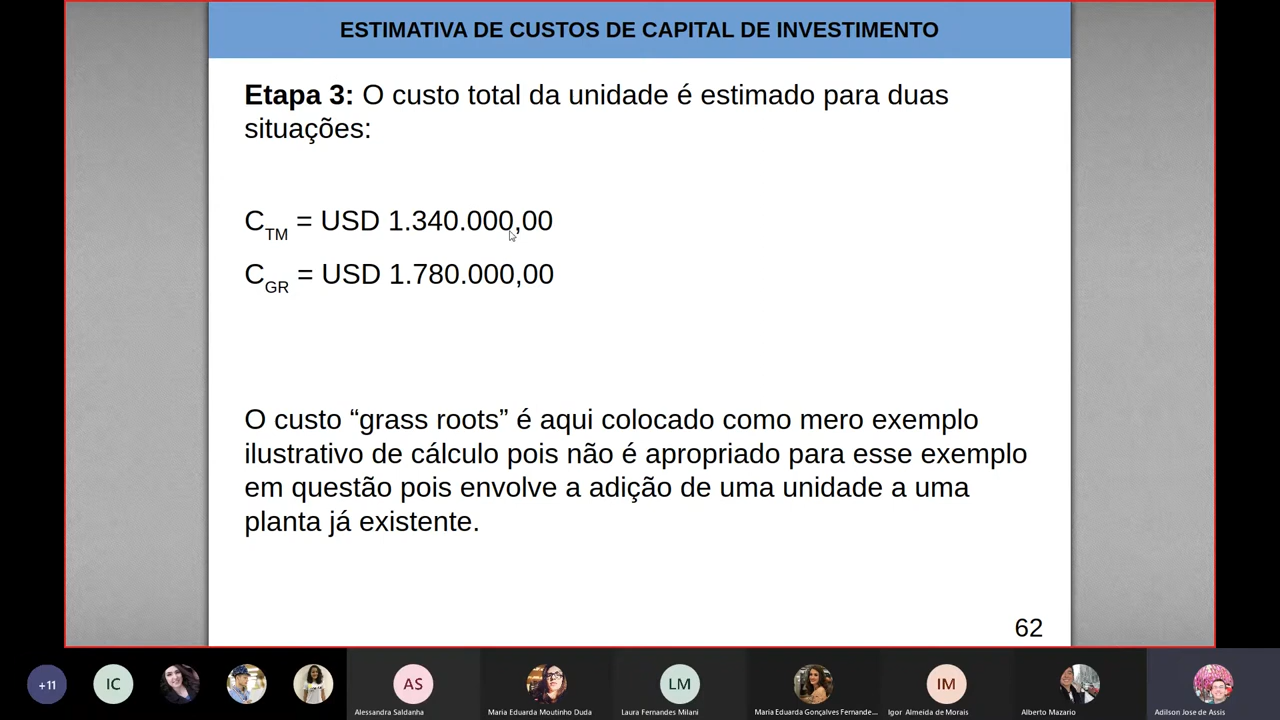 ESTIMATIVA DE CUSTOS DE CAPITAL DE INVESTIMENTO
Etapa 3: O custo total da unidade é estimado para duas
situações:
CTM = USD 1.340.000,00
CGR = USD 1.780.000,00
O custo “grass roots” é aqui colocado como mero exemplo
ilustrativo de cálculo pois não é apropriado para esse exemplo
em questão pois envolve a adição de uma unidade a uma
planta já existente.
62
+11
IC
AS
LM
IM
Alessandra Saldanha
Maria Eduarda Moutinho Duda
Laura Fernandes Milani
Maria Eduarda Gonçalves Fernande...
Igor Almeida de Morais
Alberto Mazario
Adilson Jose de Assis